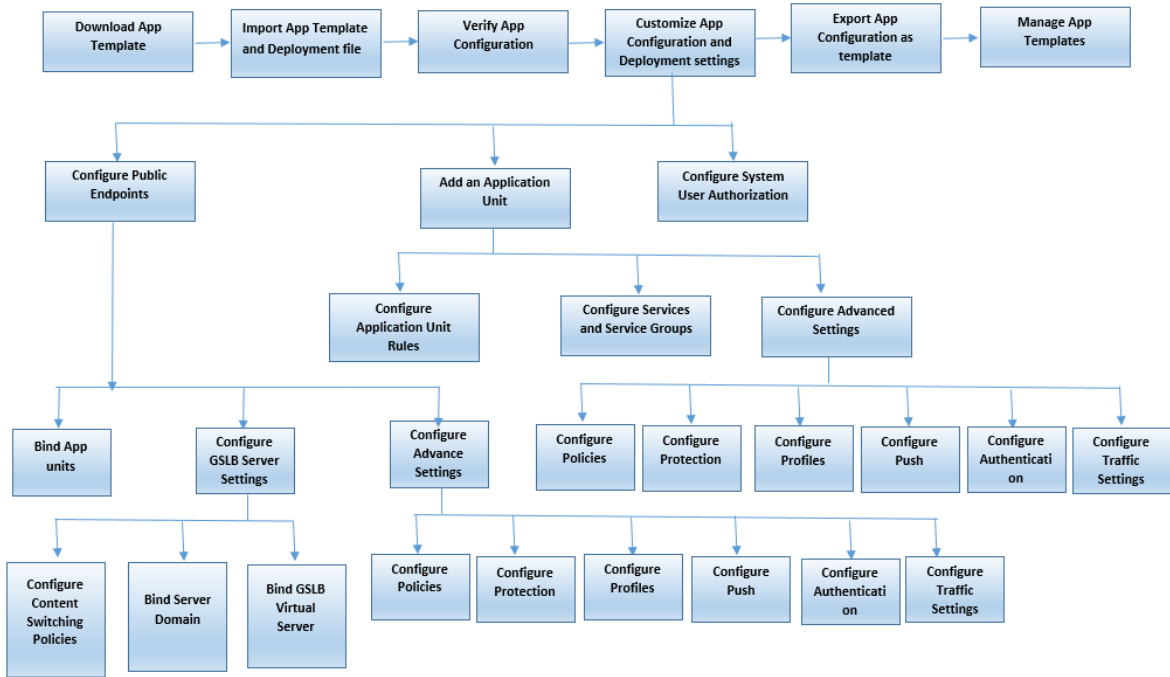 Download App
Template
Import App Template
and Deployment file
Verify App
Configuration
Customize App
Configuration and
Deployment settings
Export App
Configuration as
template
Manage App
Templates
Configure Public
Endpoints
Add an Application
Unit
Configure System
User Authorization
Configure
Application Unit
Rules
Configure Services
and Service Groups
Configure Advanced
Settings
Bind App
units
Configure
GSLB Server
Settings
Configure
Advance
Settings
Configure
Policies
Configure
Protection
Configure
Profiles
Configure
Push
Configure
Authenticati
on
Configure
Traffic
Settings
Configure
Content
Switching
Policies
Bind Server
Domain
Bind GSLB
Virtual
Server
Configure
Policies
Configure
Protection
Configure
Profiles
Configure
Push
Configure
Authenticati
on
Configure
Traffic
Settings